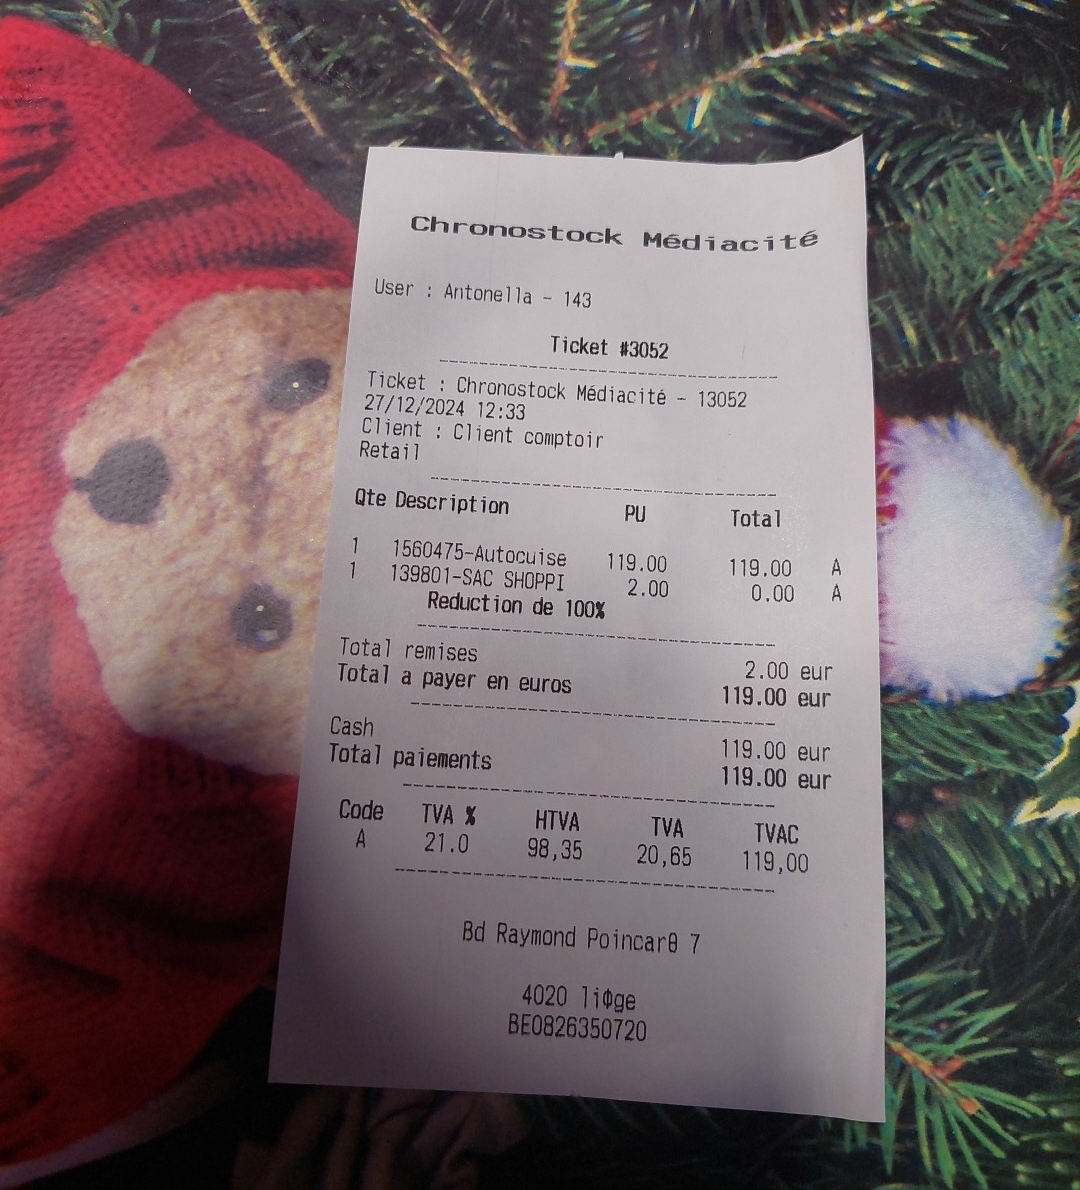 Chronostock Médiacité
User : Antonella - 143
Ticket #3052
Ticket : Chronostock Médiacité - 13052
27/12/2024 12:33
Client : Client comptoir
Retail
Qte Description PU Total
1 1560475-Autocuise 119.00 119.00 A
1 139801-SAC SHOPPI 2.00 0.00 A
Reduction de 100%
Total remises 2.00 eur
Total a payer en euros 119.00 eur
Cash 119.00 eur
Total paiements 119.00 eur
Code TVA % HTVA TVA TVAC
A 21.0 98,35 20,65 119,00
Bd Raymond PoincarΘ 7
4020 liΦge
BE0826350720